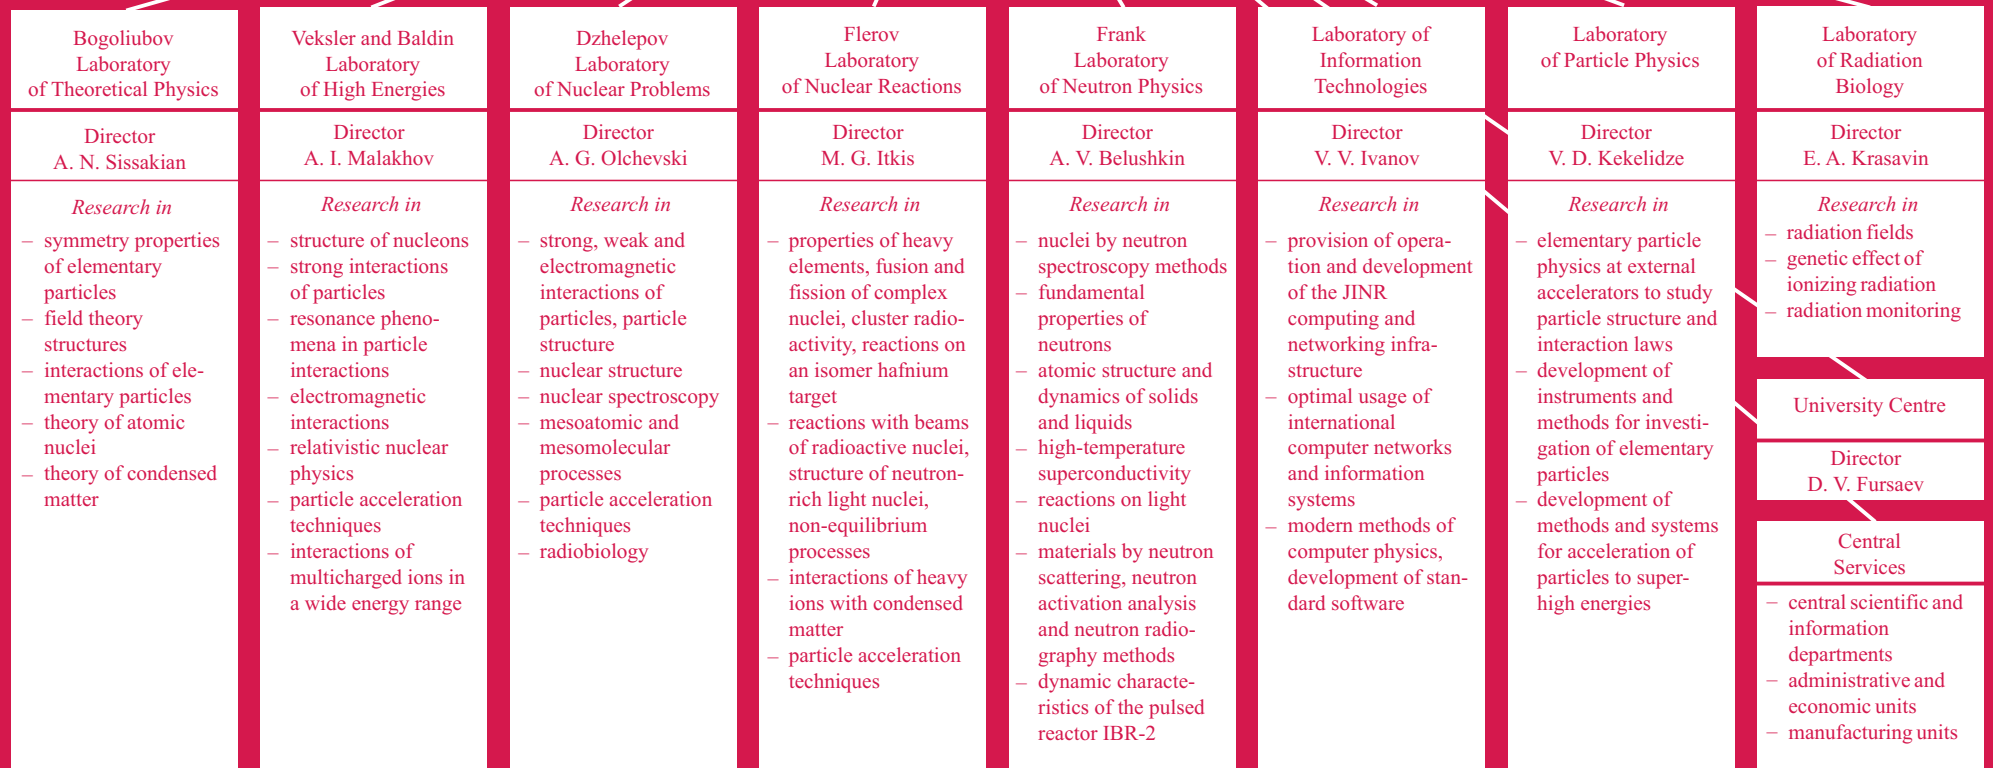 Bogoliubov
Laboratory
of Theoretical Physics
Director
A. N. Sissakian
Research in
– symmetry properties
of elementary
particles
– field theory
structures
– interactions of ele-
mentary particles
– theory of atomic
nuclei
– theory of condensed
matter
Veksler and Baldin
Laboratory
of High Energies
Director
A. I. Malakhov
Research in
– structure of nucleons
– strong interactions
of particles
– resonance pheno-
mena in particle
interactions
– electromagnetic
interactions
– relativistic nuclear
physics
– particle acceleration
techniques
– interactions of
multicharged ions in
a wide energy range
Dzhelepov
Laboratory
of Nuclear Problems
Director
A. G. Olchevski
Research in
– strong, weak and
electromagnetic
interactions of
particles, particle
structure
– nuclear structure
– nuclear spectroscopy
– mesoatomic and
mesomolecular
processes
– particle acceleration
techniques
– radiobiology
Flerov
Laboratory
of Nuclear Reactions
Director
M. G. Itkis
Research in
– properties of heavy
elements, fusion and
fission of complex
nuclei, cluster radio-
activity, reactions on
an isomer hafnium
target
– reactions with beams
of radioactive nuclei,
structure of neutron-
rich light nuclei,
non-equilibrium
processes
– interactions of heavy
ions with condensed
matter
– particle acceleration
techniques
Frank
Laboratory
of Neutron Physics
Director
A. V. Belushkin
Research in
– nuclei by neutron
spectroscopy methods
– fundamental
properties of
neutrons
– atomic structure and
dynamics of solids
and liquids
– high-temperature
superconductivity
– reactions on light
nuclei
– materials by neutron
scattering, neutron
activation analysis
and neutron radio-
graphy methods
– dynamic characte-
ristics of the pulsed
reactor IBR-2
Laboratory of
Information
Technologies
Director
V. V. Ivanov
Research in
– provision of opera-
tion and development
of the JINR
computing and
networking infra-
structure
– optimal usage of
international
computer networks
and information
systems
– modern methods of
computer physics,
development of stan-
dard software
Laboratory
of Particle Physics
Director
V. D. Kekelidze
Research in
– elementary particle
physics at external
accelerators to study
particle structure and
interaction laws
– development of
instruments and
methods for investi-
gation of elementary
particles
– development of
methods and systems
for acceleration of
particles to super-
high energies
Laboratory
of Radiation
Biology
Director
E. A. Krasavin
Research in
– radiation fields
– genetic effect of
ionizing radiation
– radiation monitoring
University Centre
Director
D. V. Fursaev
Central
Services
– central scientific and
information
departments
– administrative and
economic units
– manufacturing units